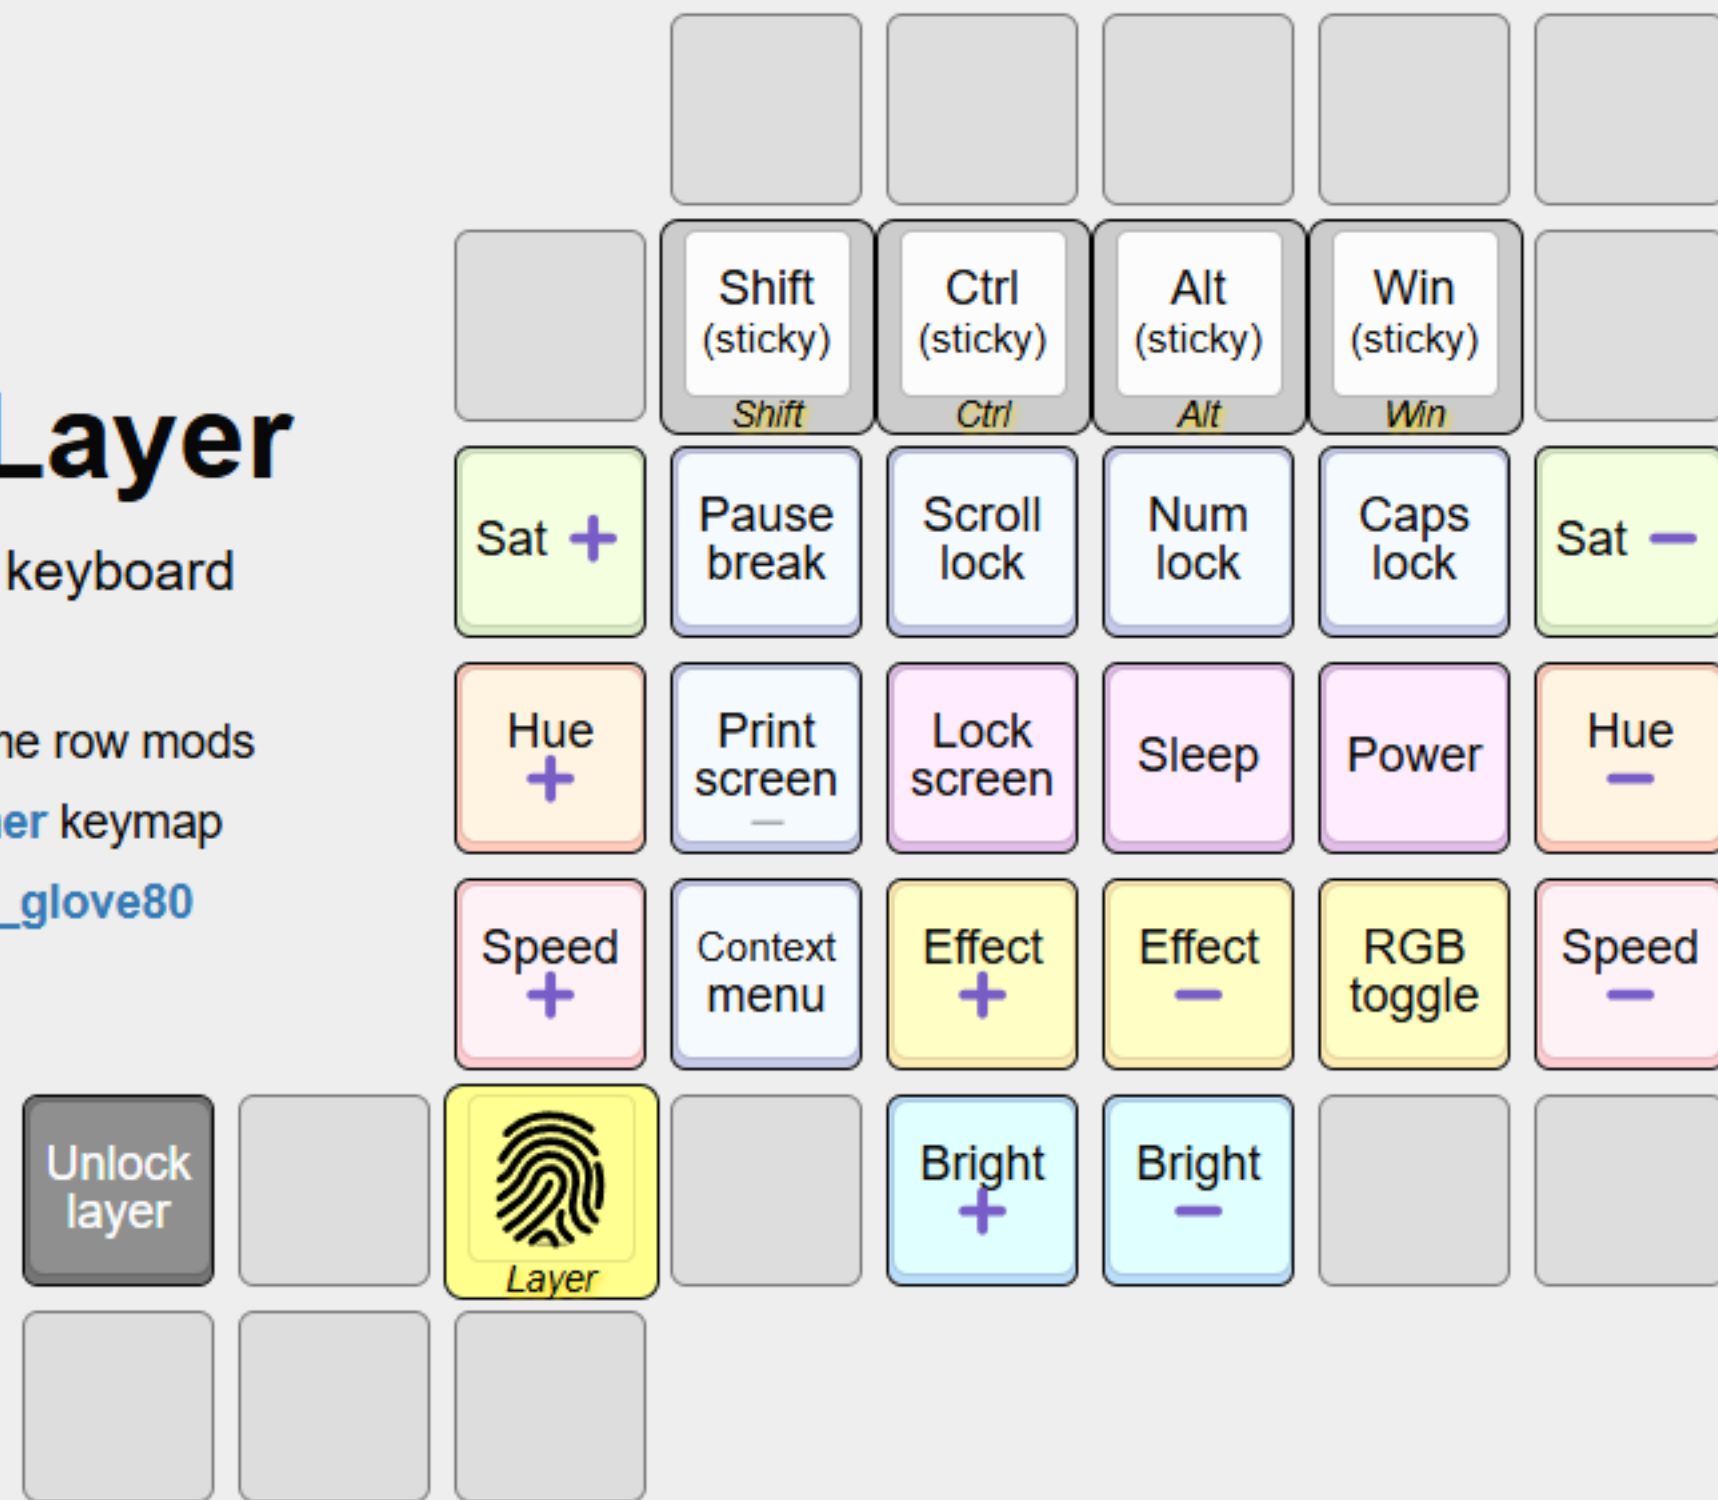 Shift
(sticky)
Shift
Ctrl
(sticky)
Ctrl
Alt
(sticky)
Alt
Win
(sticky)
Win
Layer
keyboard
row mods
keymap
_glove80
Sat +
Pause
break
Scroll
lock
Num
lock
Caps
lock
Sat −
Hue
+
Print
screen
Lock
screen
Sleep
Power
Hue
−
Speed
+
Context
menu
Effect
+
Effect
−
RGB
toggle
Speed
−
Unlock
layer
Layer
Bright
+
Bright
−